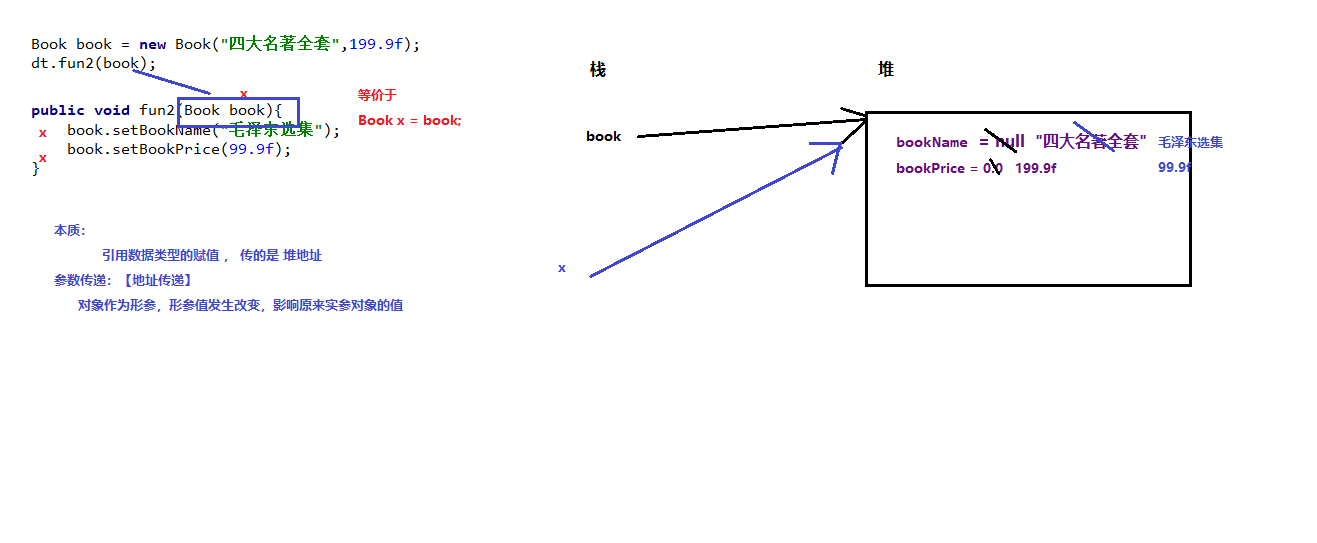 Book book = new Book("四大名著全套",199.9f);
dt.fun2(book);
x
public void fun2(Book book){
x book.setBookName("毛泽东选集");
x book.setBookPrice(99.9f);
}
等价于
Book x = book;
本质：
引用数据类型的赋值 ， 传的是 堆地址
参数传递：【地址传递】
对象作为形参，形参值发生改变，影响原来实参对象的值
栈
堆
book
x
bookName = null "四大名著全套" 毛泽东选集
bookPrice = 0.0 199.9f 99.9f